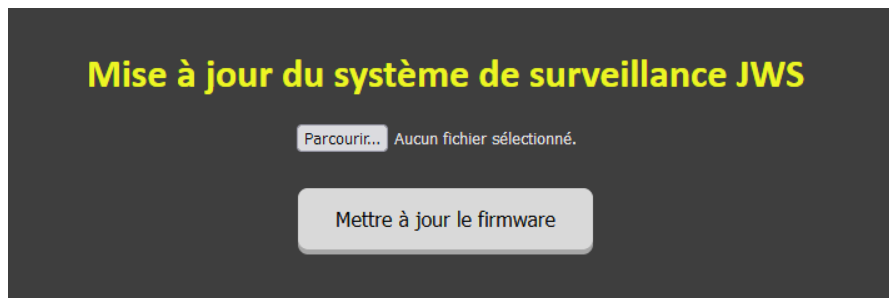 Mise à jour du système de surveillance JWS
Parcourir... Aucun fichier sélectionné.
Mettre à jour le firmware